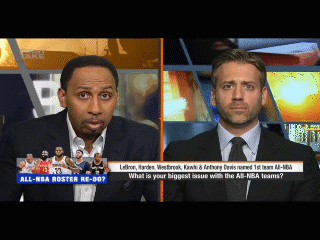 LeBron, Harden, Westbrook, Kawhi & Anthony Davis named 1st team All-NBA
ALL-NBA ROSTER RE-DO?
What is your biggest issue with the All-NBA teams?